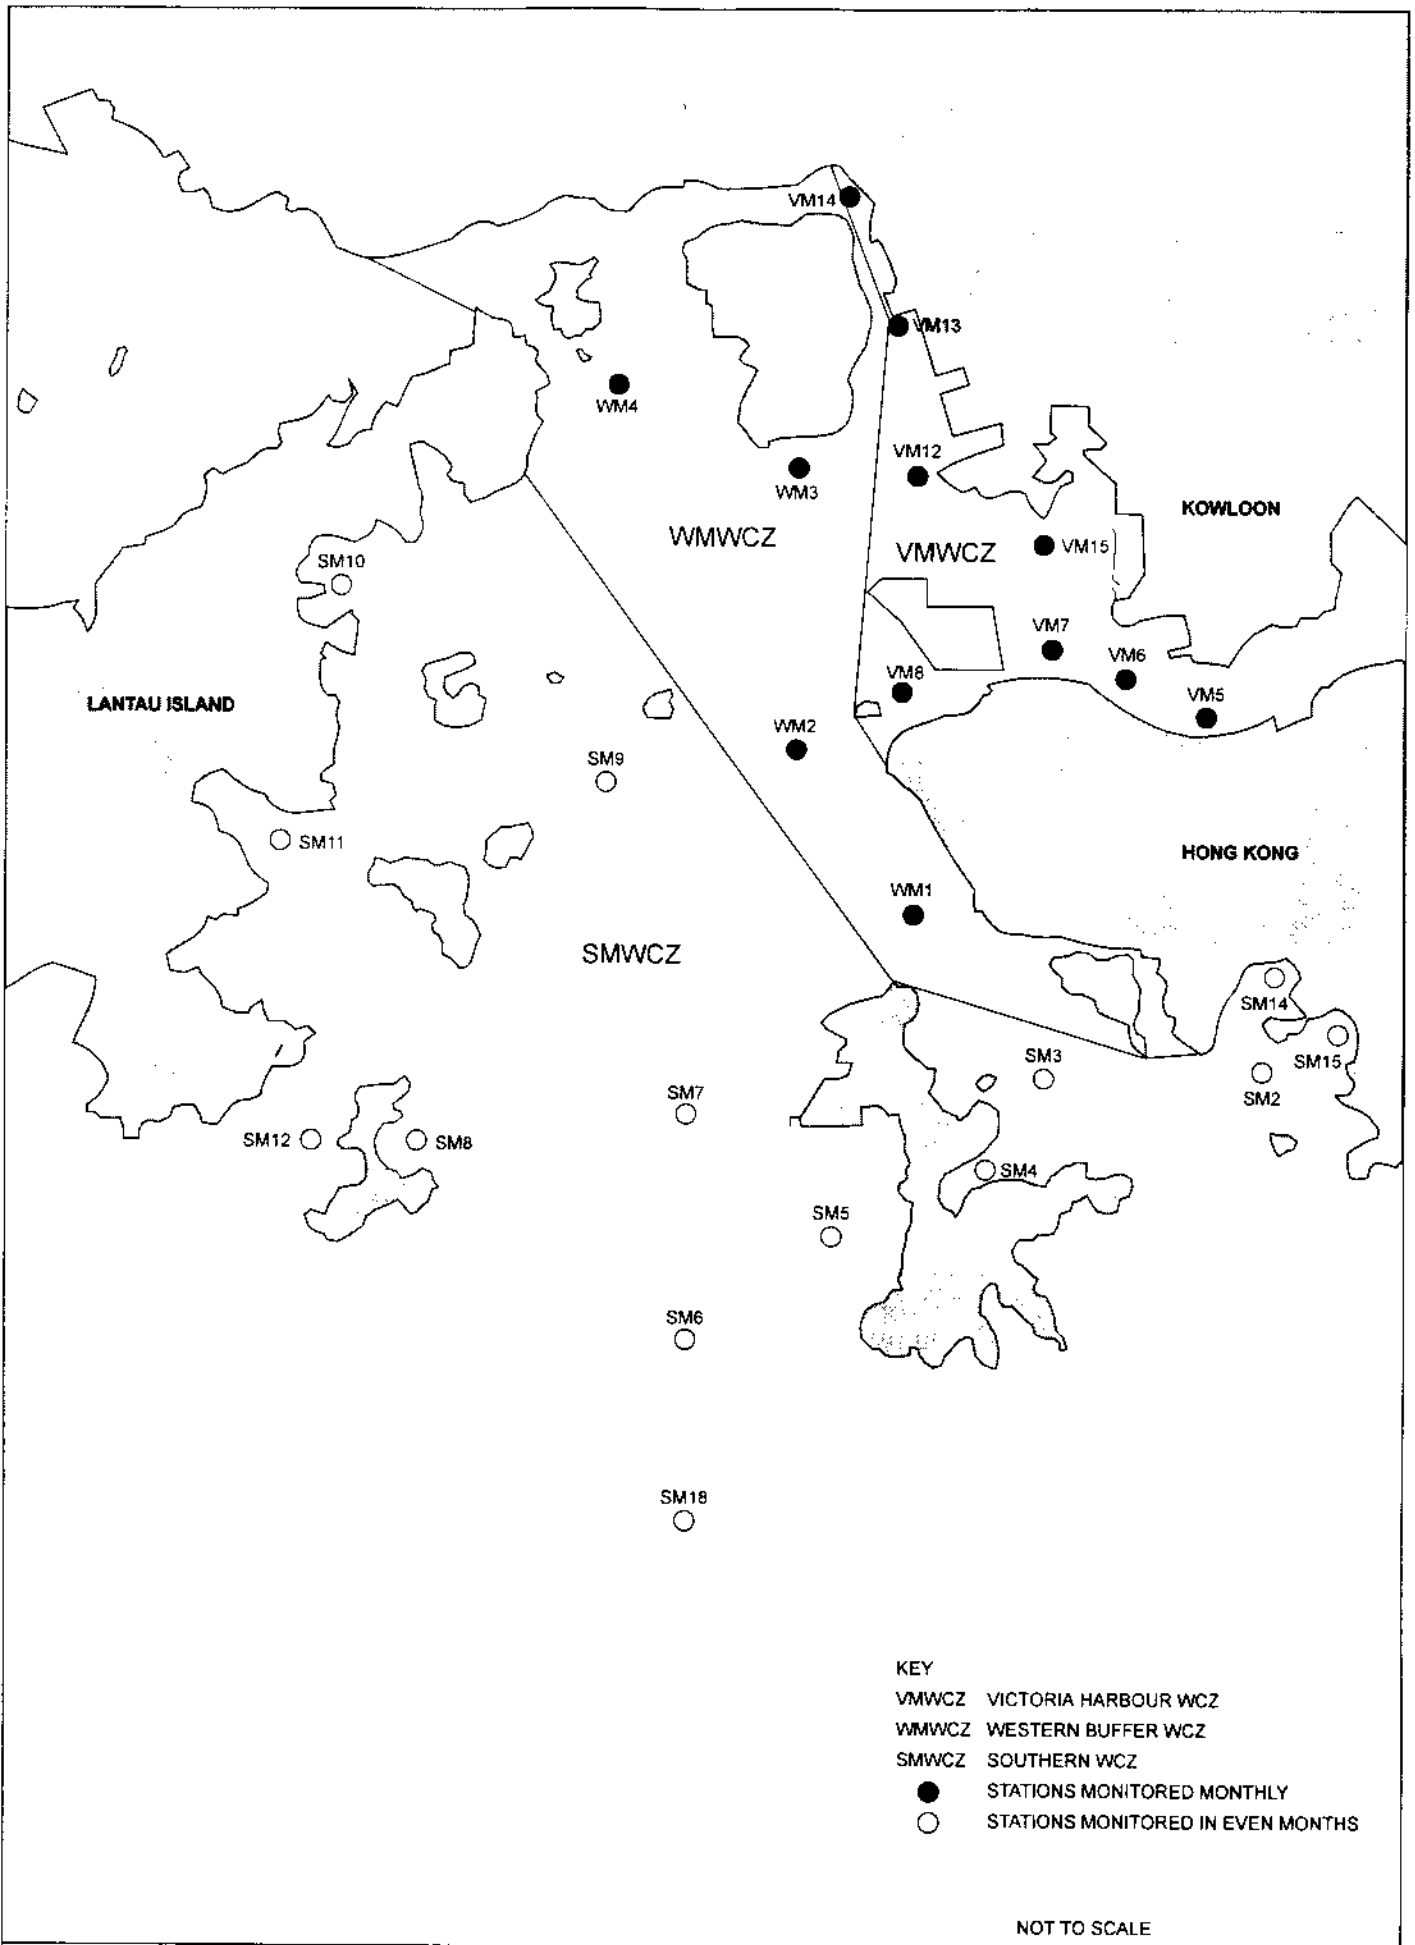 VM14
VM13
WM4
VM12
WM3
KOWLOON
WMWCZ
VMWCZ
VM15
SM10
VM7
VM6
VM8
VM5
LANTAU ISLAND
WM2
SM9
SM11
HONG KONG
WM1
SMWCZ
SM14
SM3
SM15
SM2
SM7
SM12
SM8
SM4
SM5
SM6
SM18
KEY
VMWCZ VICTORIA HARBOUR WCZ
WMWCZ WESTERN BUFFER WCZ
SMWCZ SOUTHERN WCZ
STATIONS MONITORED MONTHLY
STATIONS MONITORED IN EVEN MONTHS
NOT TO SCALE